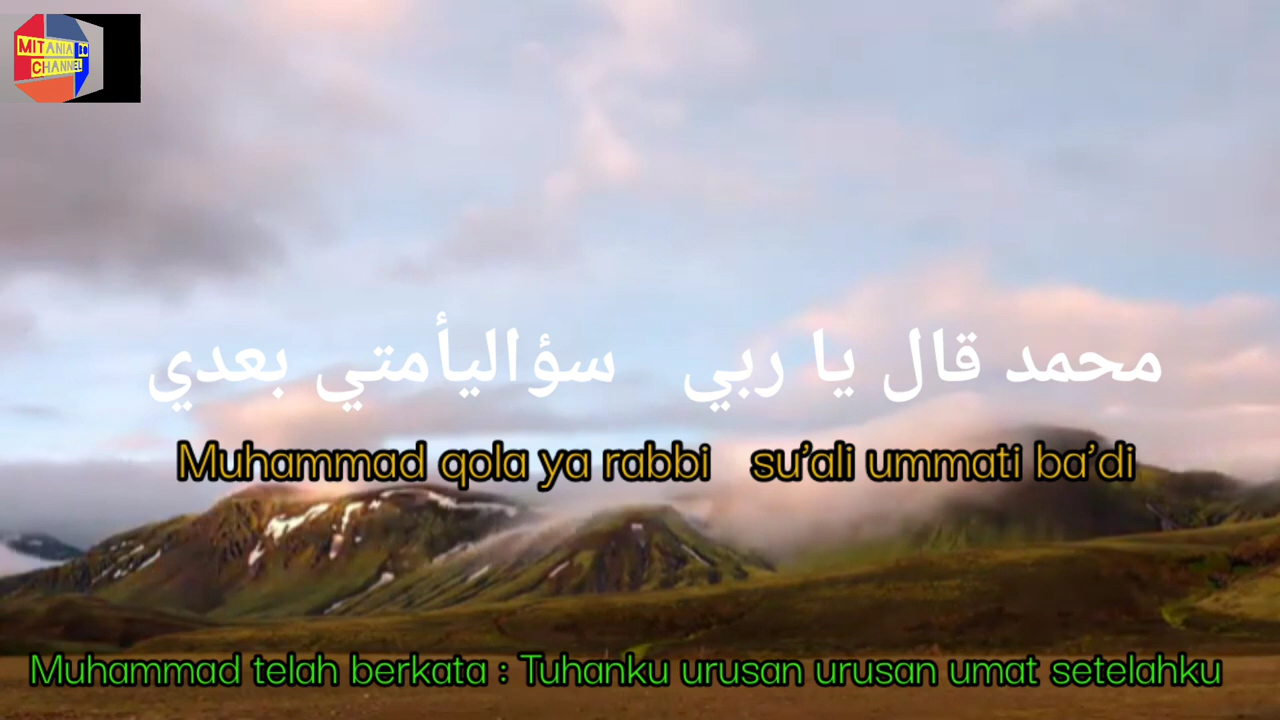 MITANIA
CHANNEL
محمد قال يا ربي سؤاليأمتي بعدي
Muhammad qola ya rabbi su'ali ummati ba'di
Muhammad telah berkata : Tuhanku urusan urusan umat setelahku